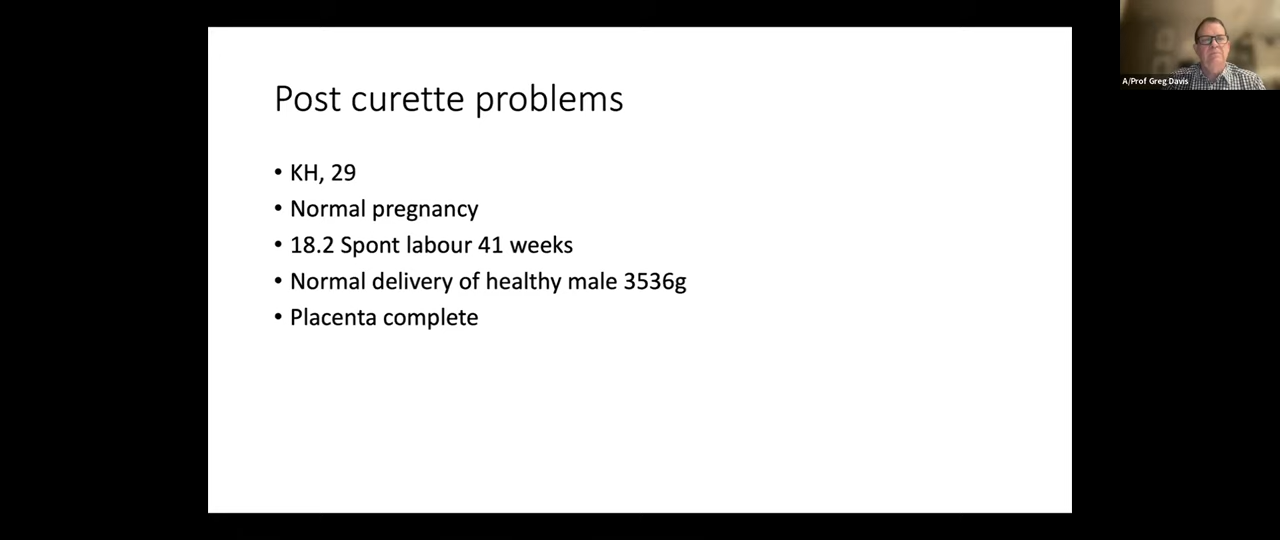 Post curette problems
• KH, 29
• Normal pregnancy
• 18.2 Spont labour 41 weeks
• Normal delivery of healthy male 3536g
• Placenta complete
A/Prof Greg Davis